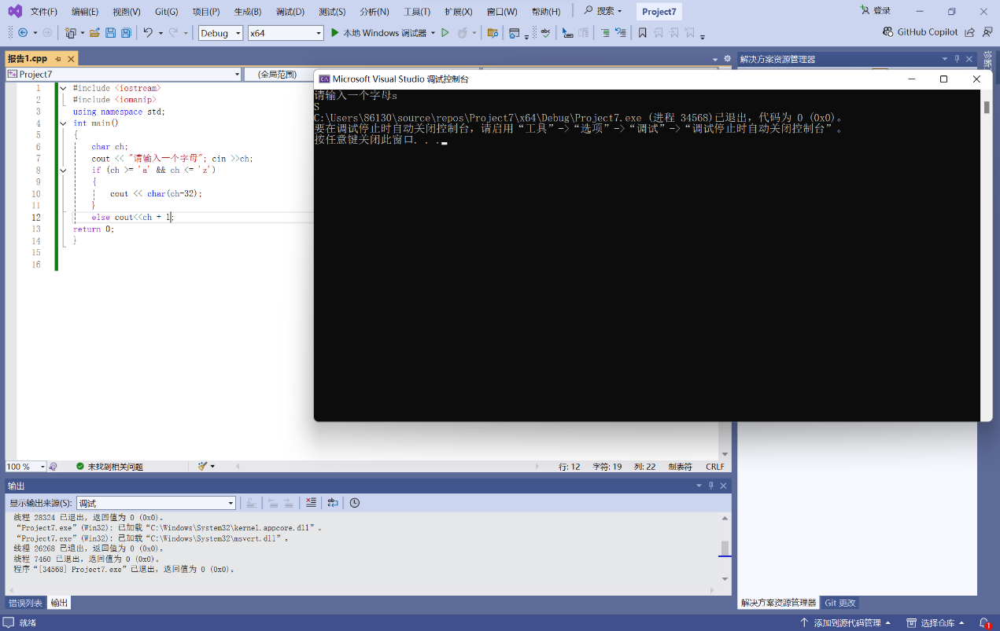 文件(F) 编辑(E) 视图(V) Git(G) 项目(P) 生成(B) 调试(D) 测试(S) 分析(N) 工具(T) 扩展(X) 窗口(W) 帮助(H) 搜索 Project7 登录
Debug x64 本地 Windows 调试器 GitHub Copilot
报告1.cpp
Project7 (全局范围)
1 #include <iostream>
2 #include <iomanip>
3 using namespace std;
4 int main()
5 {
6 char ch;
7 cout << "请输入一个字母"; cin >>ch;
8 if (ch >= 'a' && ch <= 'z')
9 {
10 cout << char(ch-32);
11 }
12 else cout<<ch + 1;
13 return 0;
14 }
15
16
Microsoft Visual Studio 调试控制台
请输入一个字母s
S
C:\Users\86130\source\repos\Project7\x64\Debug\Project7.exe (进程 34568)已退出，代码为 0 (0x0)。
要在调试停止时自动关闭控制台，请启用“工具”->“选项”->“调试”->“调试停止时自动关闭控制台”。
按任意键关闭此窗口. . .
解决方案资源管理器
100 % 未找到相关问题 行: 12 字符: 19 列: 22 制表符 CRLF
输出
显示输出来源(S): 调试
线程 28324 已退出，返回值为 0 (0x0)。
“Project7.exe”(Win32): 已加载“C:\Windows\System32\kernel.appcore.dll”。
“Project7.exe”(Win32): 已加载“C:\Windows\System32\msvcrt.dll”。
线程 26268 已退出，返回值为 0 (0x0)。
线程 7460 已退出，返回值为 0 (0x0)。
程序“[34568] Project7.exe”已退出，返回值为 0 (0x0)。
错误列表 输出
解决方案资源管理器 Git 更改
就绪 添加到源代码管理 选择仓库 1